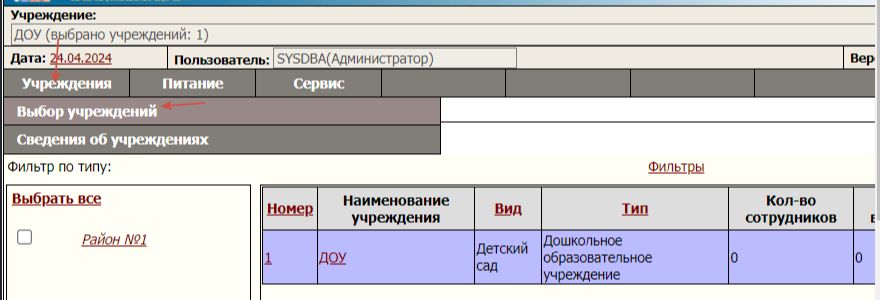 Учреждение:
ДОУ (выбрано учреждений: 1)
Дата: 24.04.2024 Пользователь: SYSDBA(Администратор)
Учреждения Питание Сервис
Выбор учреждений
Сведения об учреждениях
Фильтр по типу: Фильтры
Выбрать все
Район №1
Номер Наименование учреждения Вид Тип Кол-во сотрудников
1 ДОУ Детский сад Дошкольное образовательное учреждение 0 0